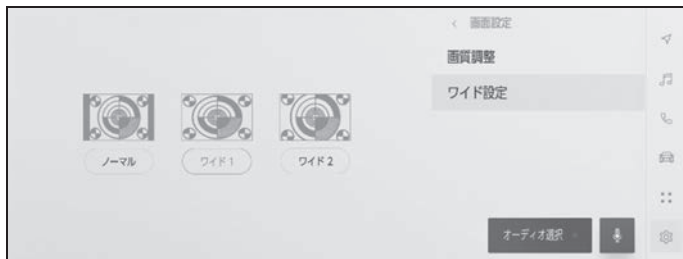 < 画面設定
画質調整
ワイド設定
ノーマル
ワイド1
ワイド2
オーディオ選択